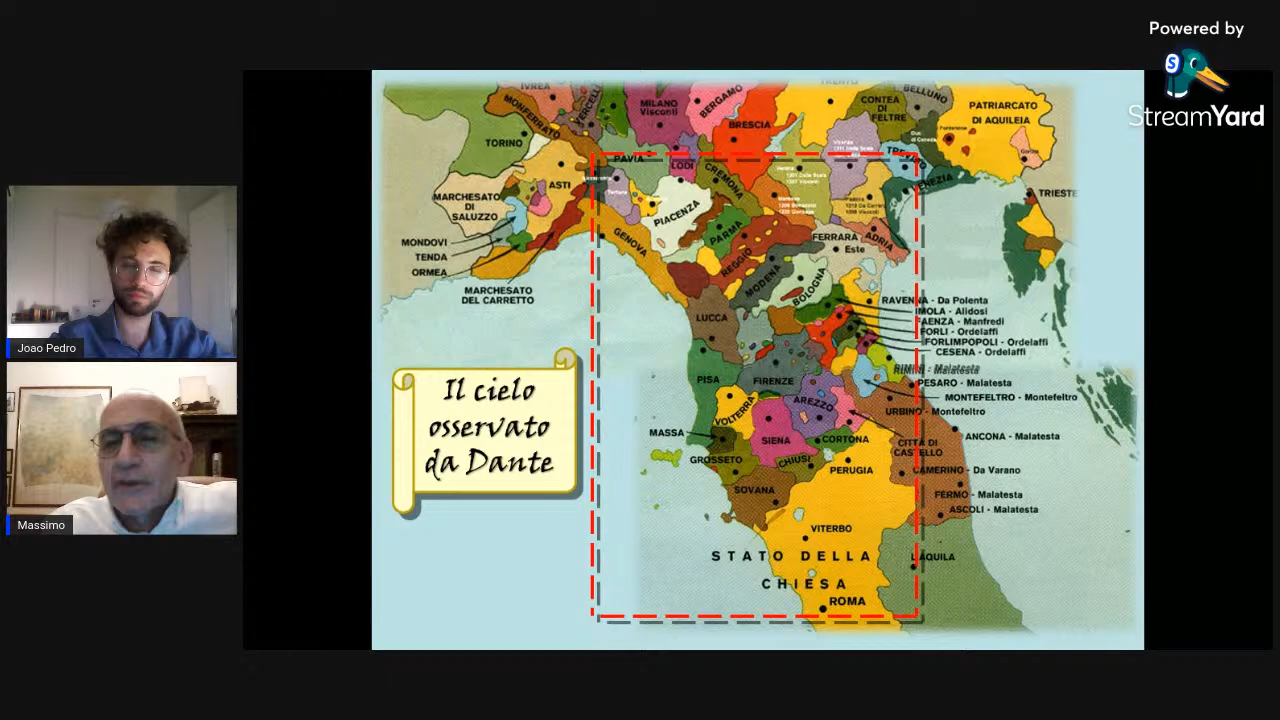 Powered by
StreamYard
Joao Pedro
Massimo
Il cielo
osservato
da Dante
IVREA
VERCELLI
MONFERRATO
TORINO
MILANO
Visconti
BERGAMO
BRESCIA
TRENTO
CONTEA
DI
FELTRE
BELLUNO
PATRIARCATO
DI AQUILEIA
TRIESTE
TREVISO
VENEZIA
PAVIA
LODI
CREMONA
ASTI
MARCHESATO
DI
SALUZZO
MONDOVI
TENDA
ORMEA
MARCHESATO
DEL CARRETTO
GENOVA
PIACENZA
PARMA
REGGIO
MODENA
BOLOGNA
FERRARA
Este
ADRIA
RAVENNA - Da Polenta
IMOLA - Alidosi
FAENZA - Manfredi
FORLI - Ordelaffi
FORLIMPOPOLI - Ordelaffi
CESENA - Ordelaffi
RIMINI - Malatesta
PESARO - Malatesta
MONTEFELTRO - Montefeltro
URBINO - Montefeltro
ANCONA - Malatesta
CITTÀ DI
CASTELLO
CAMERINO - Da Varano
FERMO - Malatesta
ASCOLI - Malatesta
LUCCA
PISA
FIRENZE
VOLTERRA
AREZZO
SIENA
MASSA
CORTONA
GROSSETO
CHIUSI
PERUGIA
SOVANA
VITERBO
STATO DELLA
CHIESA
L'AQUILA
ROMA